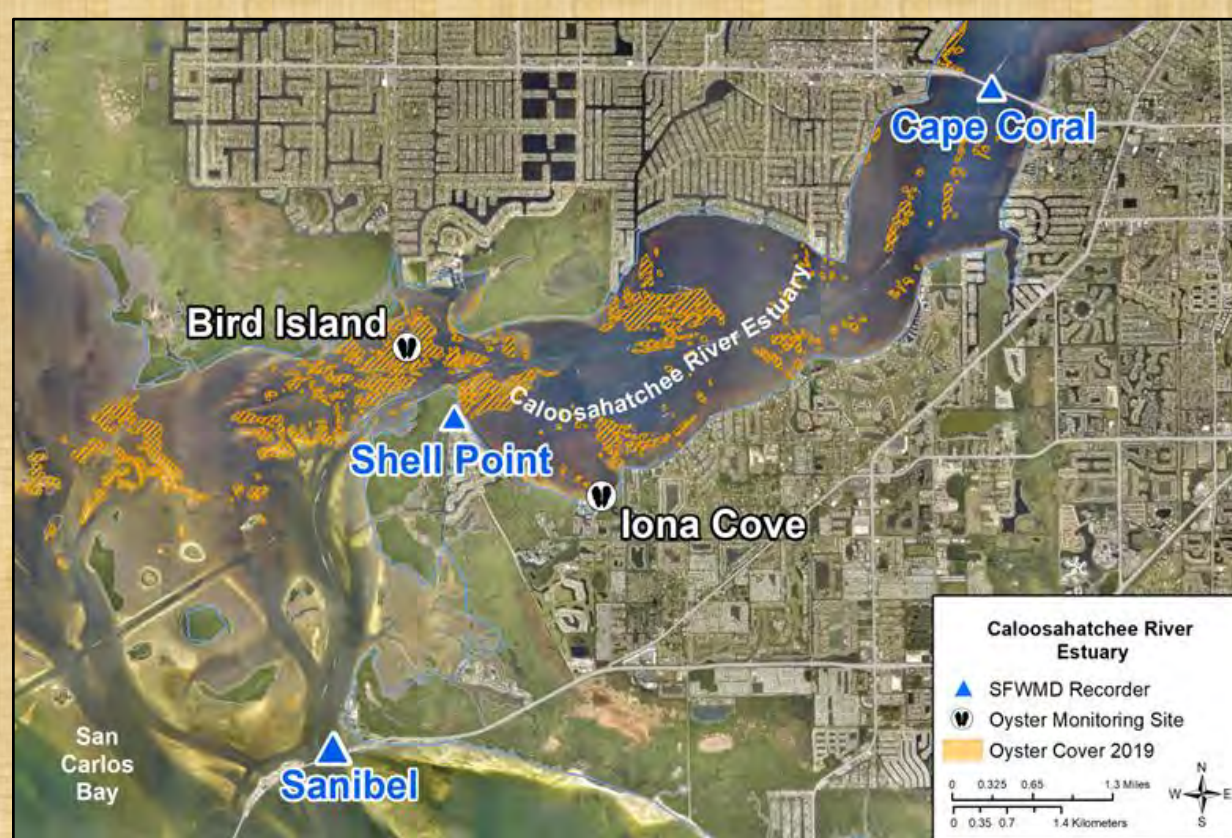 Cape Coral
Bird Island
Caloosahatchee River Estuary
Shell Point
Iona Cove
San
Carlos
Bay
Sanibel
Caloosahatchee River
Estuary
SFWMD Recorder
Oyster Monitoring Site
Oyster Cover 2019
0 0.325 0.65 1.3 Miles
0 0.35 0.7 1.4 Kilometers
N
W E
S